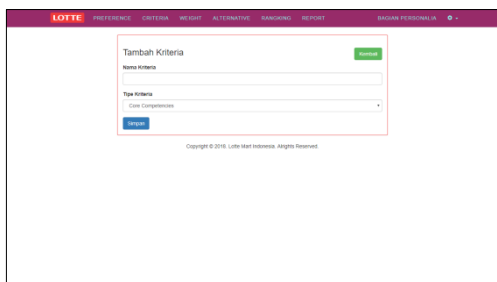 LOTTE PREFERENCE CRITERIA WEIGHT ALTERNATIVE RANGKING REPORT BAGIAN PERSONALIA
Tambah Kriteria Kembali
Nama Kriteria
Tipe Kriteria
Core Competencies
Simpan
Copyright © 2016. Lotte Mart Indonesia. Allrights Reserved.